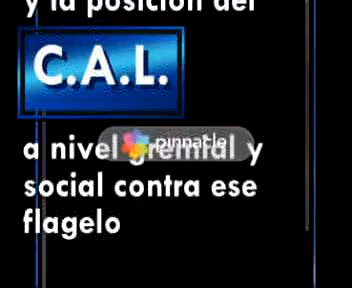 y la posición del
C.A.L.
a nivel gremial y
social contra ese
flagelo
pinnacle